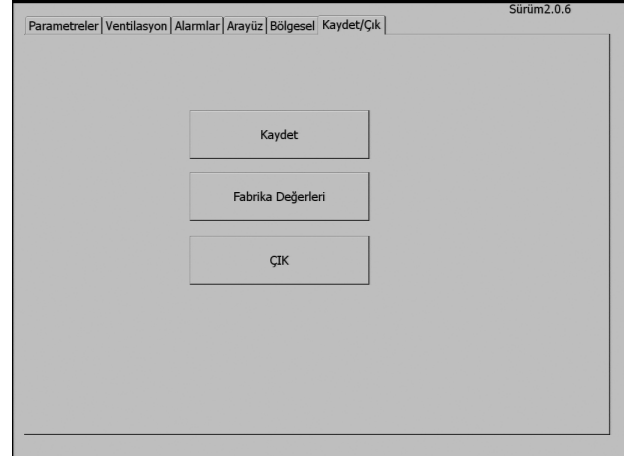 Sürüm2.0.6
Parametreler Ventilasyon Alarmlar Arayüz Bölgesel Kaydet/Çık
Kaydet
Fabrika Değerleri
ÇIK